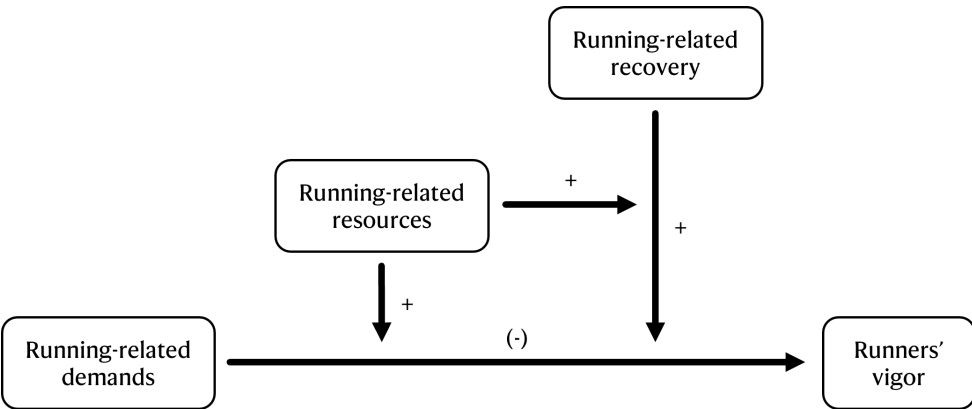 Running-related
recovery
Running-related
resources
+
+
+
(-)
Running-related
demands
Runners’
vigor